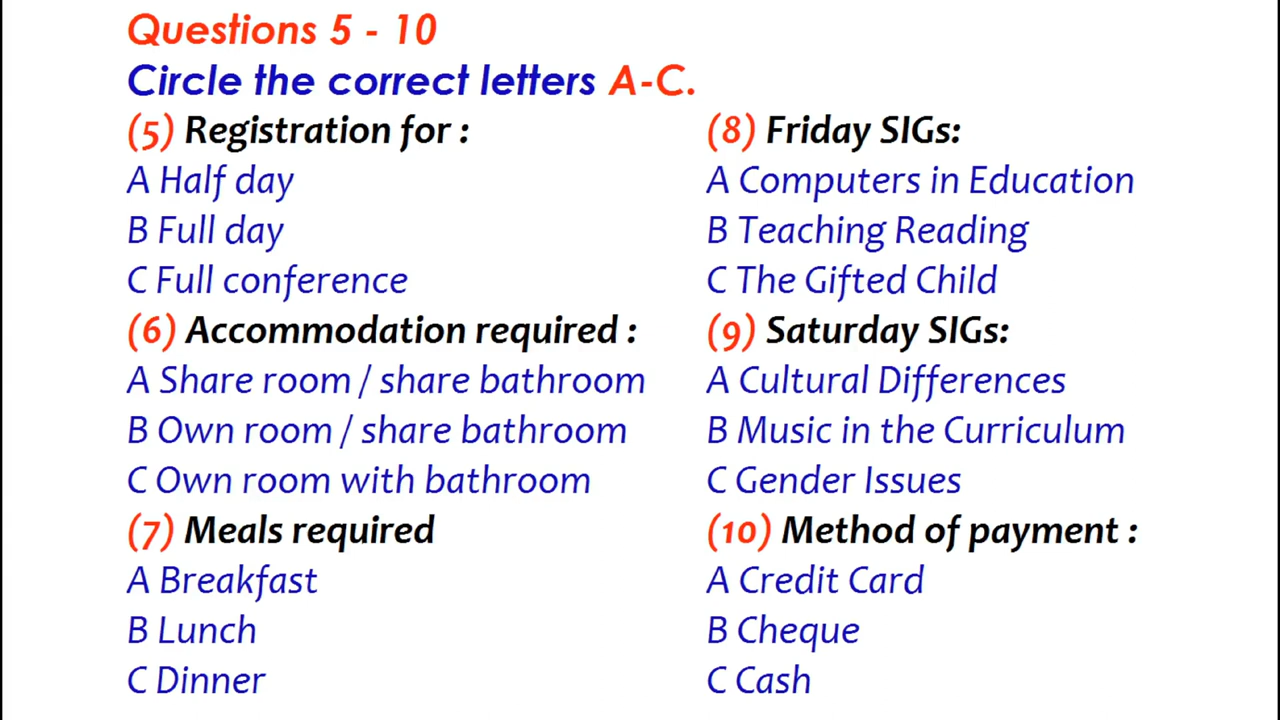 Questions 5 - 10
Circle the correct letters A-C.
(5) Registration for :
A Half day
B Full day
C Full conference
(6) Accommodation required :
A Share room / share bathroom
B Own room / share bathroom
C Own room with bathroom
(7) Meals required
A Breakfast
B Lunch
C Dinner
(8) Friday SIGs:
A Computers in Education
B Teaching Reading
C The Gifted Child
(9) Saturday SIGs:
A Cultural Differences
B Music in the Curriculum
C Gender Issues
(10) Method of payment :
A Credit Card
B Cheque
C Cash